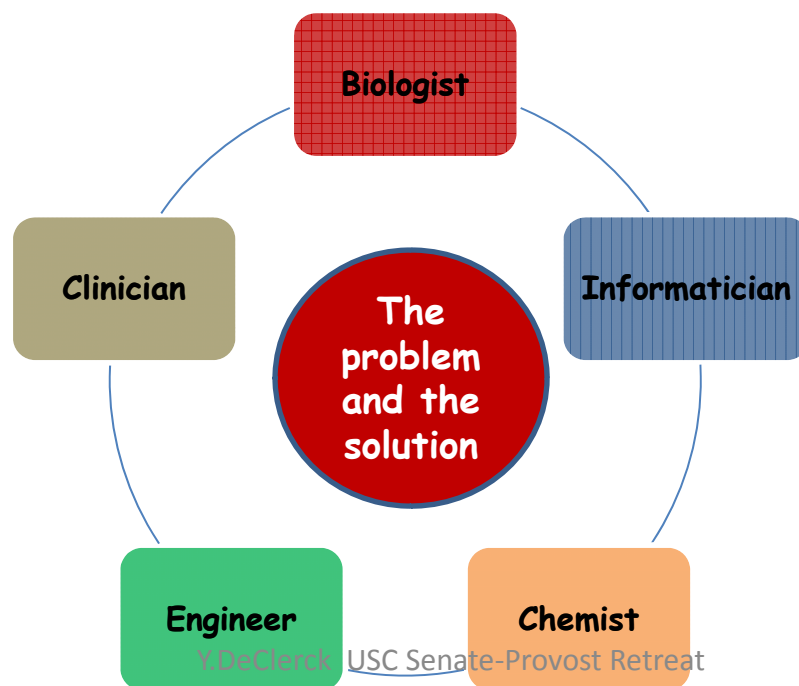 Biologist
Clinician
Informatician
The
problem
and the
solution
Engineer
Chemist
Y.DeClerck USC Senate-Provost Retreat